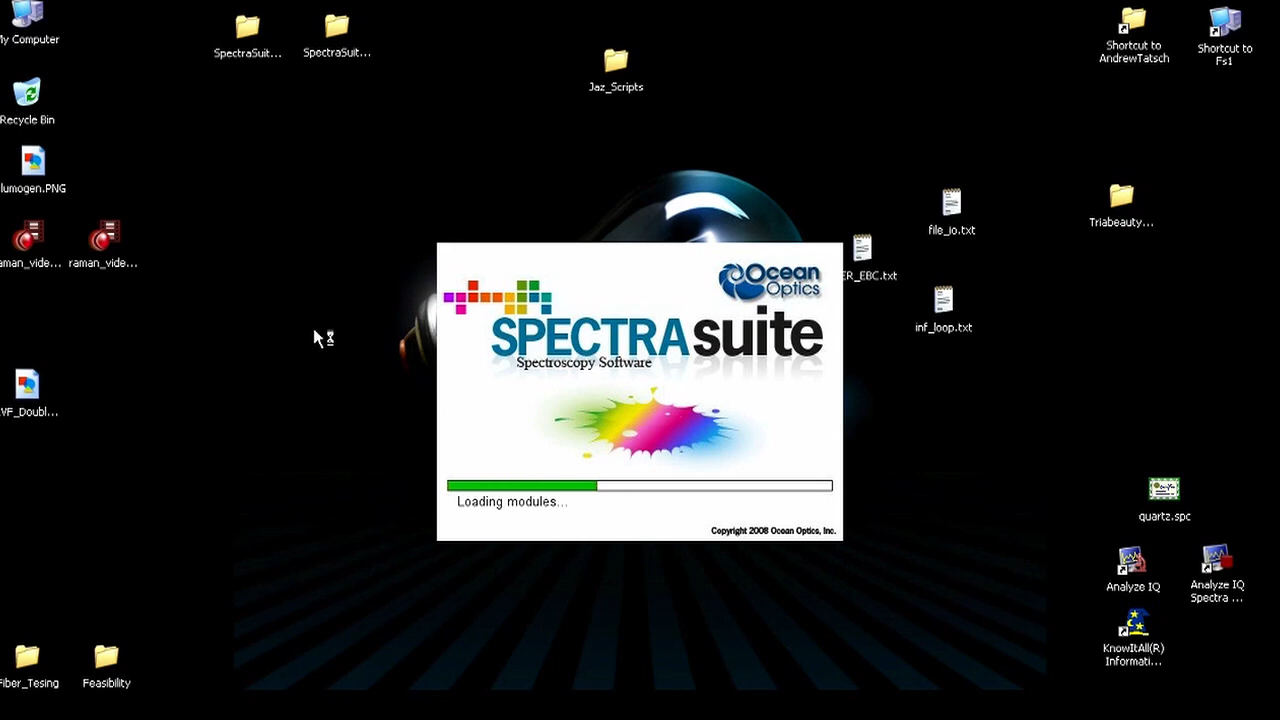 My Computer
SpectraSuit...
SpectraSuit...
Jaz_Scripts
Shortcut to
AndrewTatsch
Shortcut to
Fs1
Recycle Bin
lumogen.PNG
raman_vide...
file_io.txt
Triabeauty...
ER_EBC.txt
inf_loop.txt
VF_Doubl...
Ocean
Optics
SPECTRAsuite
Spectroscopy Software
Loading modules...
Copyright 2008 Ocean Optics, Inc.
quartz.spc
Analyze IQ
Analyze IQ
Spectra ...
KnowItAll(R)
Informati...
Fiber_Tesing
Feasibility